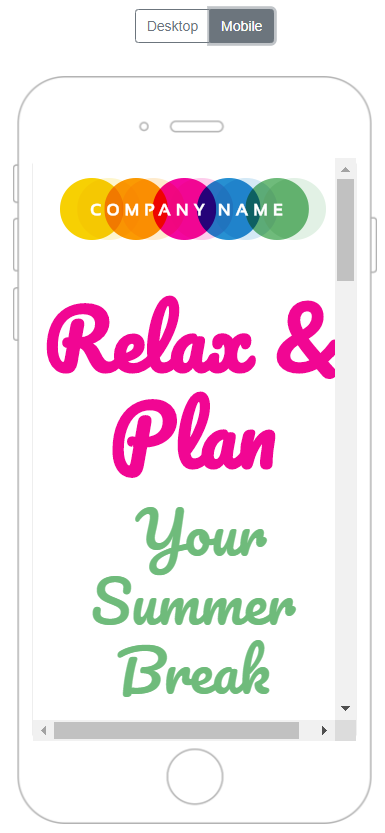 Desktop Mobile
COMPANY NAME
Relax &
Plan
Your
Summer
Break